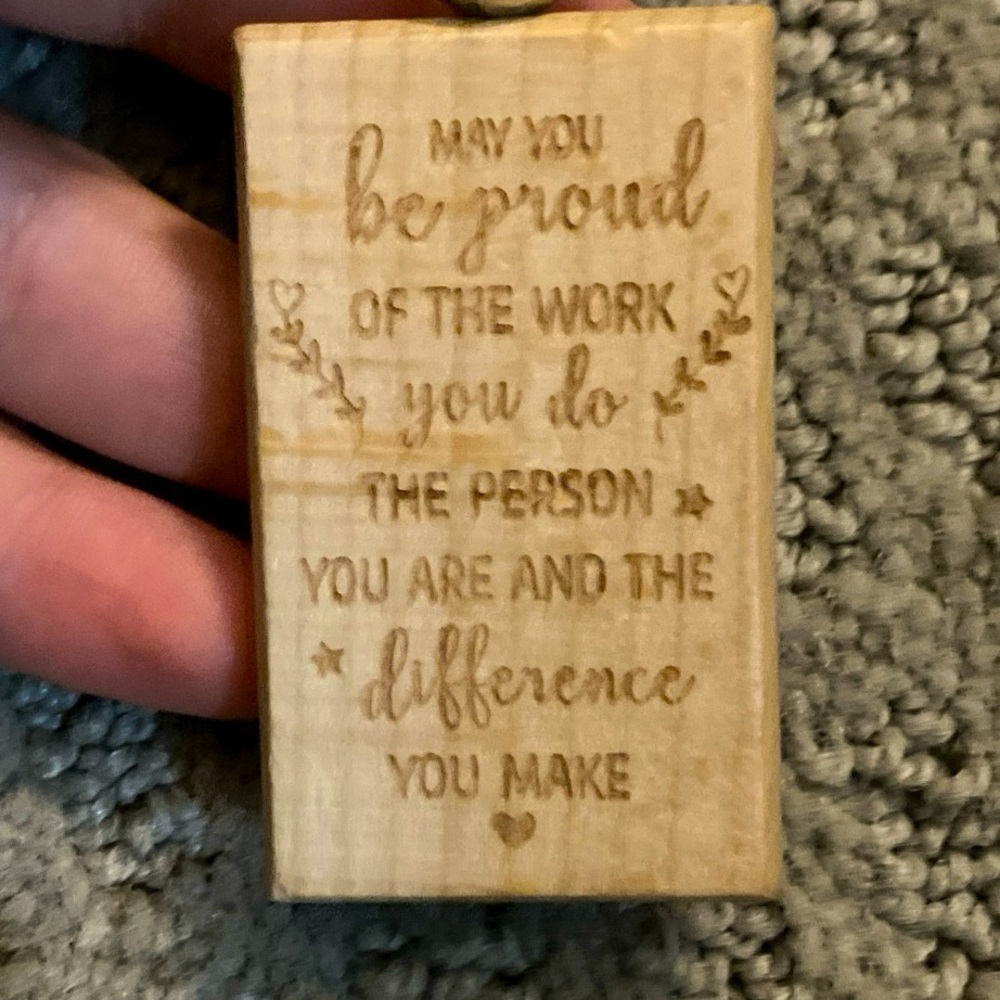 MAY YOU
be proud
OF THE WORK
you do
THE PERSON
YOU ARE AND THE
difference
YOU MAKE